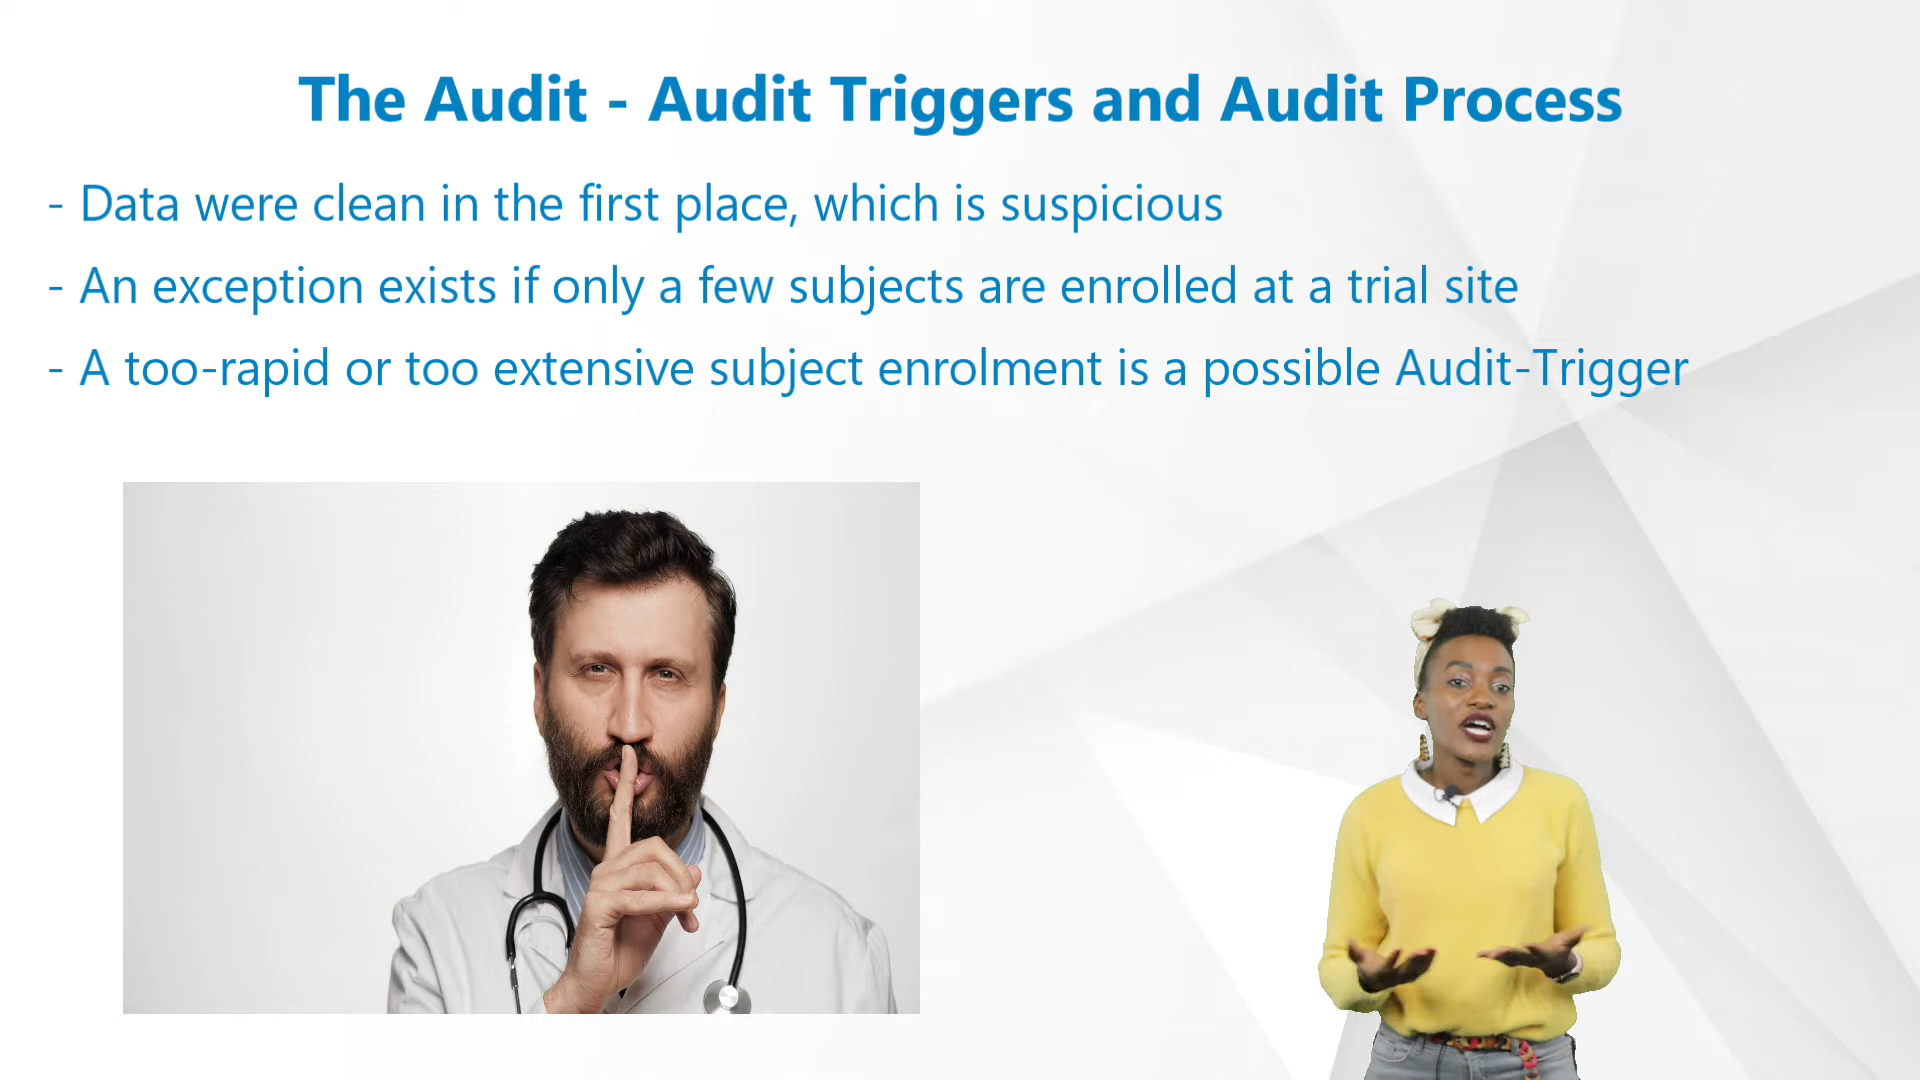 The Audit - Audit Triggers and Audit Process
- Data were clean in the first place, which is suspicious
- An exception exists if only a few subjects are enrolled at a trial site
- A too-rapid or too extensive subject enrolment is a possible Audit-Trigger